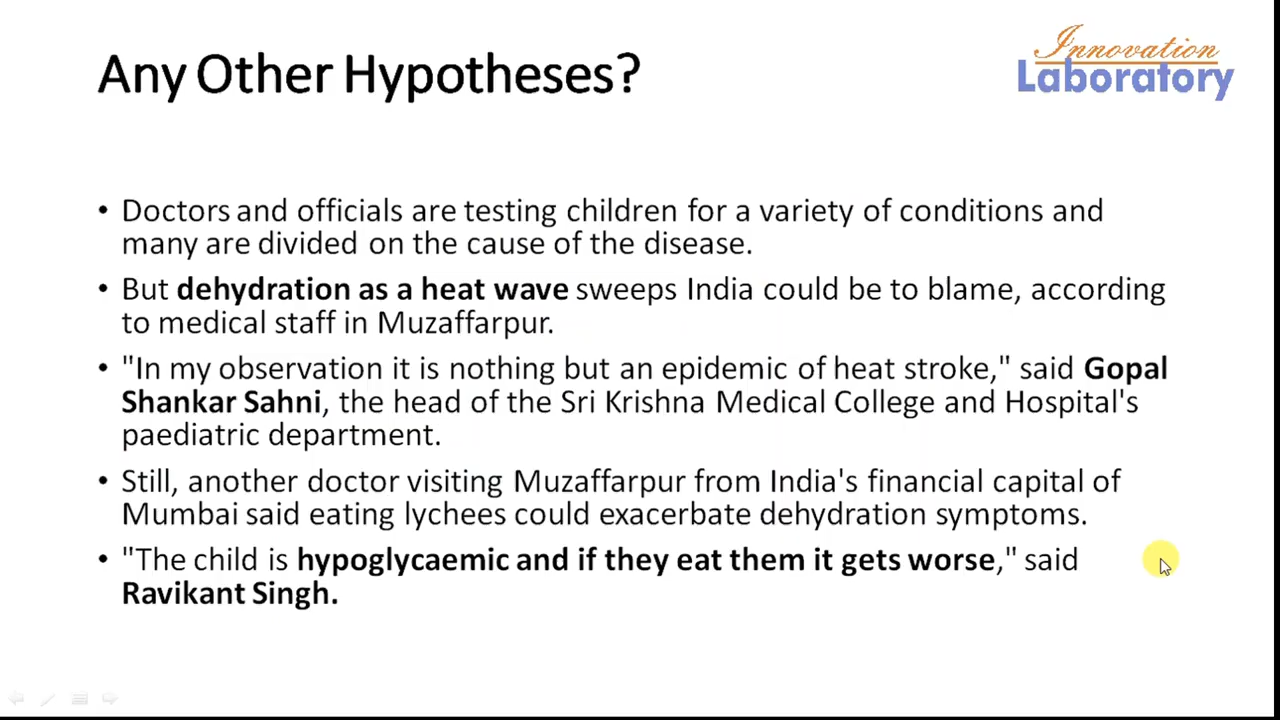 Any Other Hypotheses?
Innovation
Laboratory
• Doctors and officials are testing children for a variety of conditions and
many are divided on the cause of the disease.
• But dehydration as a heat wave sweeps India could be to blame, according
to medical staff in Muzaffarpur.
• "In my observation it is nothing but an epidemic of heat stroke," said Gopal
Shankar Sahni, the head of the Sri Krishna Medical College and Hospital's
paediatric department.
• Still, another doctor visiting Muzaffarpur from India's financial capital of
Mumbai said eating lychees could exacerbate dehydration symptoms.
• "The child is hypoglycaemic and if they eat them it gets worse," said
Ravikant Singh.